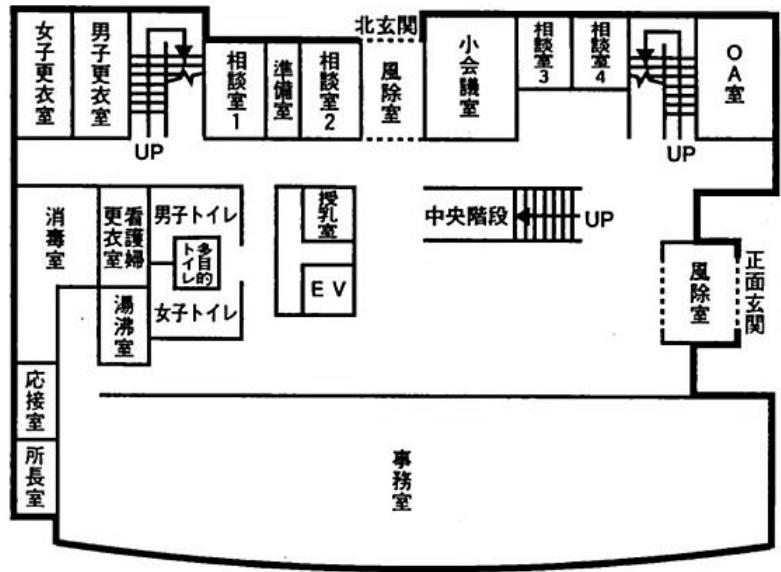 女子更衣室
男子更衣室
UP
相談室1
準備室
相談室2
北玄関
風除室
小会議室
相談室3
相談室4
UP
OA室
消毒室
看護婦
更衣室
男子トイレ
多目的
トイレ
女子トイレ
湯沸室
授乳室
EV
中央階段
UP
風除室
正面玄関
応接室
所長室
事務室